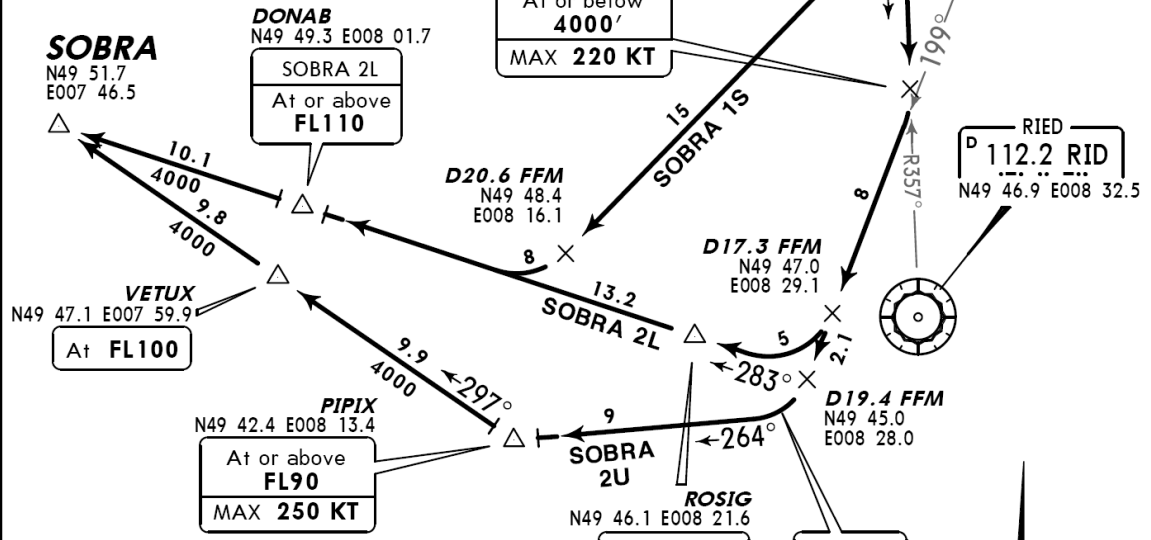 At or below
4000′
MAX 220 KT
DONAB
N49 49.3 E008 01.7
SOBRA 2L
At or above
FL110
SOBRA
N49 51.7
E007 46.5
199°
15
SOBRA 1S
RIED
D 112.2 RID
N49 46.9 E008 32.5
R357°
8
10.1
4000
9.8
4000
D20.6 FFM
N49 48.4
E008 16.1
8
D17.3 FFM
N49 47.0
E008 29.1
13.2
SOBRA 2L
VETUX
N49 47.1 E007 59.9
At FL100
5
2.1
283°
9.9
4000
297°
D19.4 FFM
N49 45.0
E008 28.0
PIPIX
N49 42.4 E008 13.4
At or above
FL90
MAX 250 KT
9
264°
SOBRA
2U
ROSIG
N49 46.1 E008 21.6